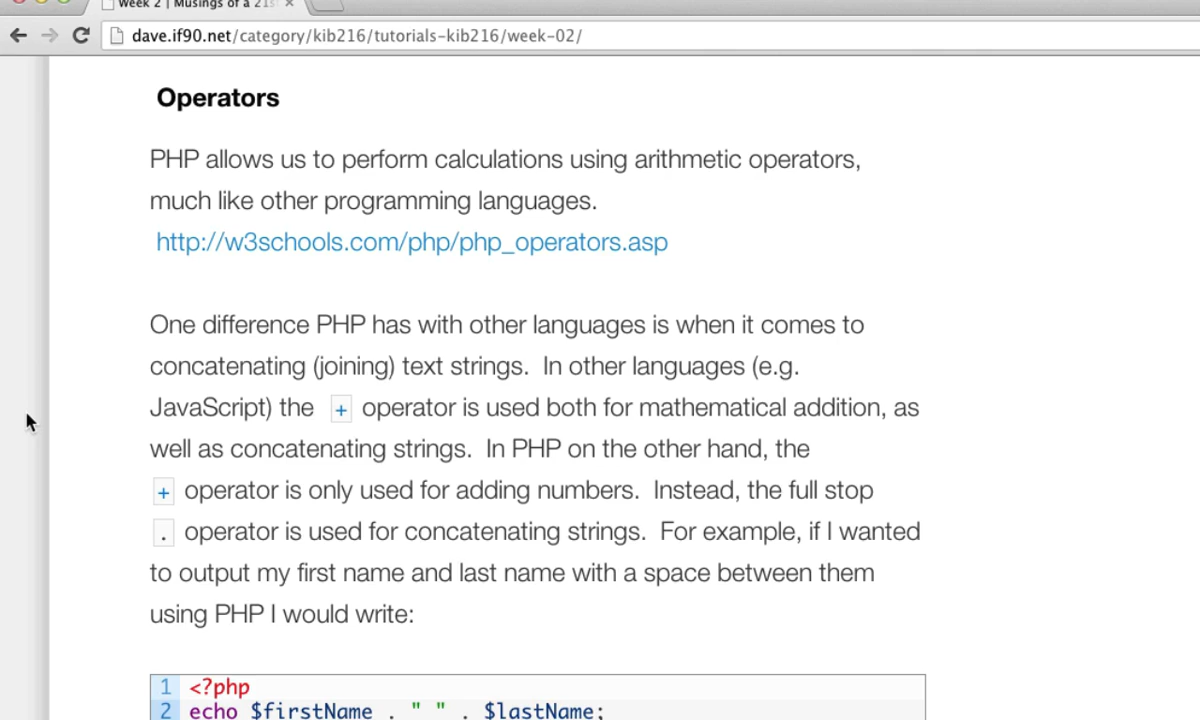 Week 2 | Musings of a 21s
dave.if90.net/category/kib216/tutorials-kib216/week-02/
Operators
PHP allows us to perform calculations using arithmetic operators,
much like other programming languages.
http://w3schools.com/php/php_operators.asp
One difference PHP has with other languages is when it comes to
concatenating (joining) text strings.  In other languages (e.g.
JavaScript) the + operator is used both for mathematical addition, as
well as concatenating strings.  In PHP on the other hand, the
+ operator is only used for adding numbers.  Instead, the full stop
. operator is used for concatenating strings.  For example, if I wanted
to output my first name and last name with a space between them
using PHP I would write:
1 <?php
2 echo $firstName . " " . $lastName;